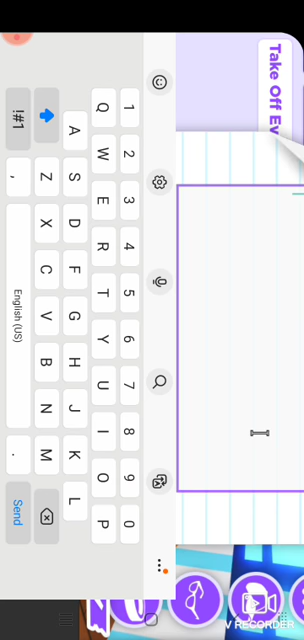 Take Off Ev
1 2 3 4 5 6 7 8 9 0
Q W E R T Y U I O P
A S D F G H J K L
Z X C V B N M
!#1 , English (US) . Send
V RECORDER